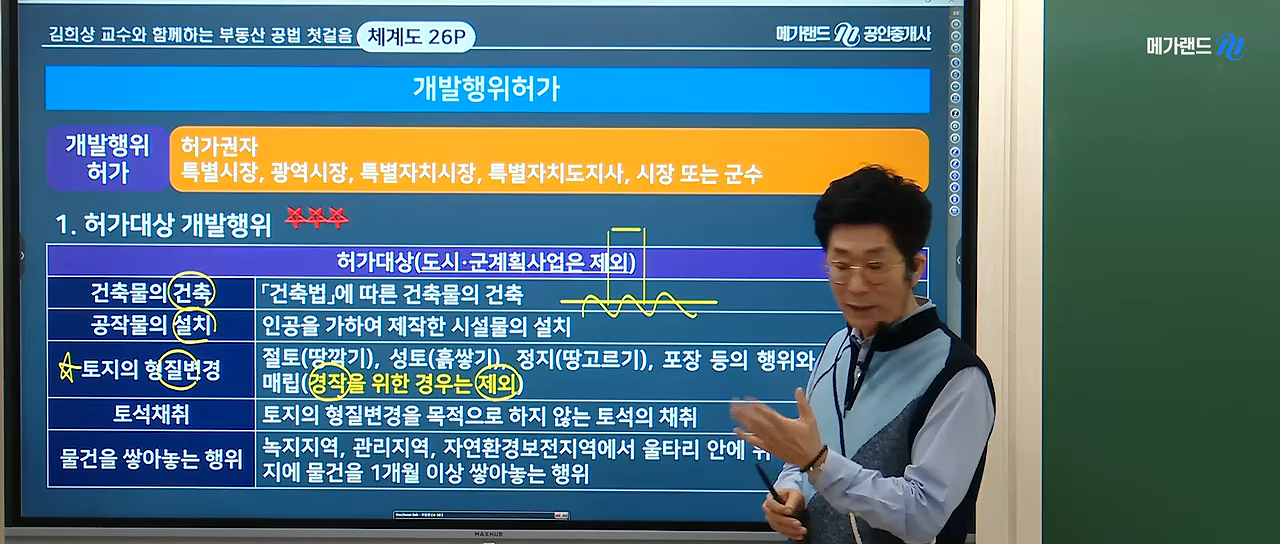 김희상 교수와 함께하는 부동산 공법 첫걸음 체계도 26P
메가랜드 공인중개사
메가랜드
개발행위허가
개발행위
허가
허가권자
특별시장, 광역시장, 특별자치시장, 특별자치도지사, 시장 또는 군수
1. 허가대상 개발행위
허가대상(도시·군계획사업은 제외)
건축물의 건축
「건축법」에 따른 건축물의 건축
공작물의 설치
인공을 가하여 제작한 시설물의 설치
토지의 형질변경
절토(땅깎기), 성토(흙쌓기), 정지(땅고르기), 포장 등의 행위와
매립(경작을 위한 경우는 제외)
토석채취
토지의 형질변경을 목적으로 하지 않는 토석의 채취
물건을 쌓아놓는 행위
녹지지역, 관리지역, 자연환경보전지역에서 울타리 안에 위
지에 물건을 1개월 이상 쌓아놓는 행위
MAXHUB